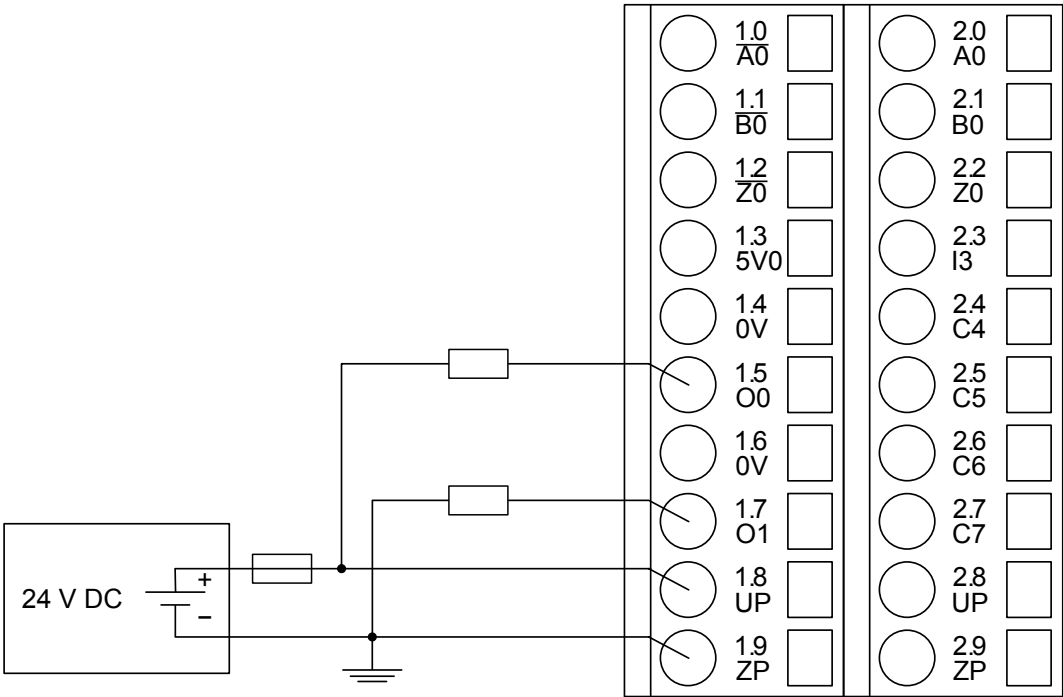 1.0
A0
2.0
A0
1.1
B0
2.1
B0
1.2
Z0
2.2
Z0
1.3
5V0
2.3
I3
1.4
0V
2.4
C4
1.5
O0
2.5
C5
1.6
0V
2.6
C6
1.7
O1
2.7
C7
24 V DC
+
−
1.8
UP
2.8
UP
1.9
ZP
2.9
ZP